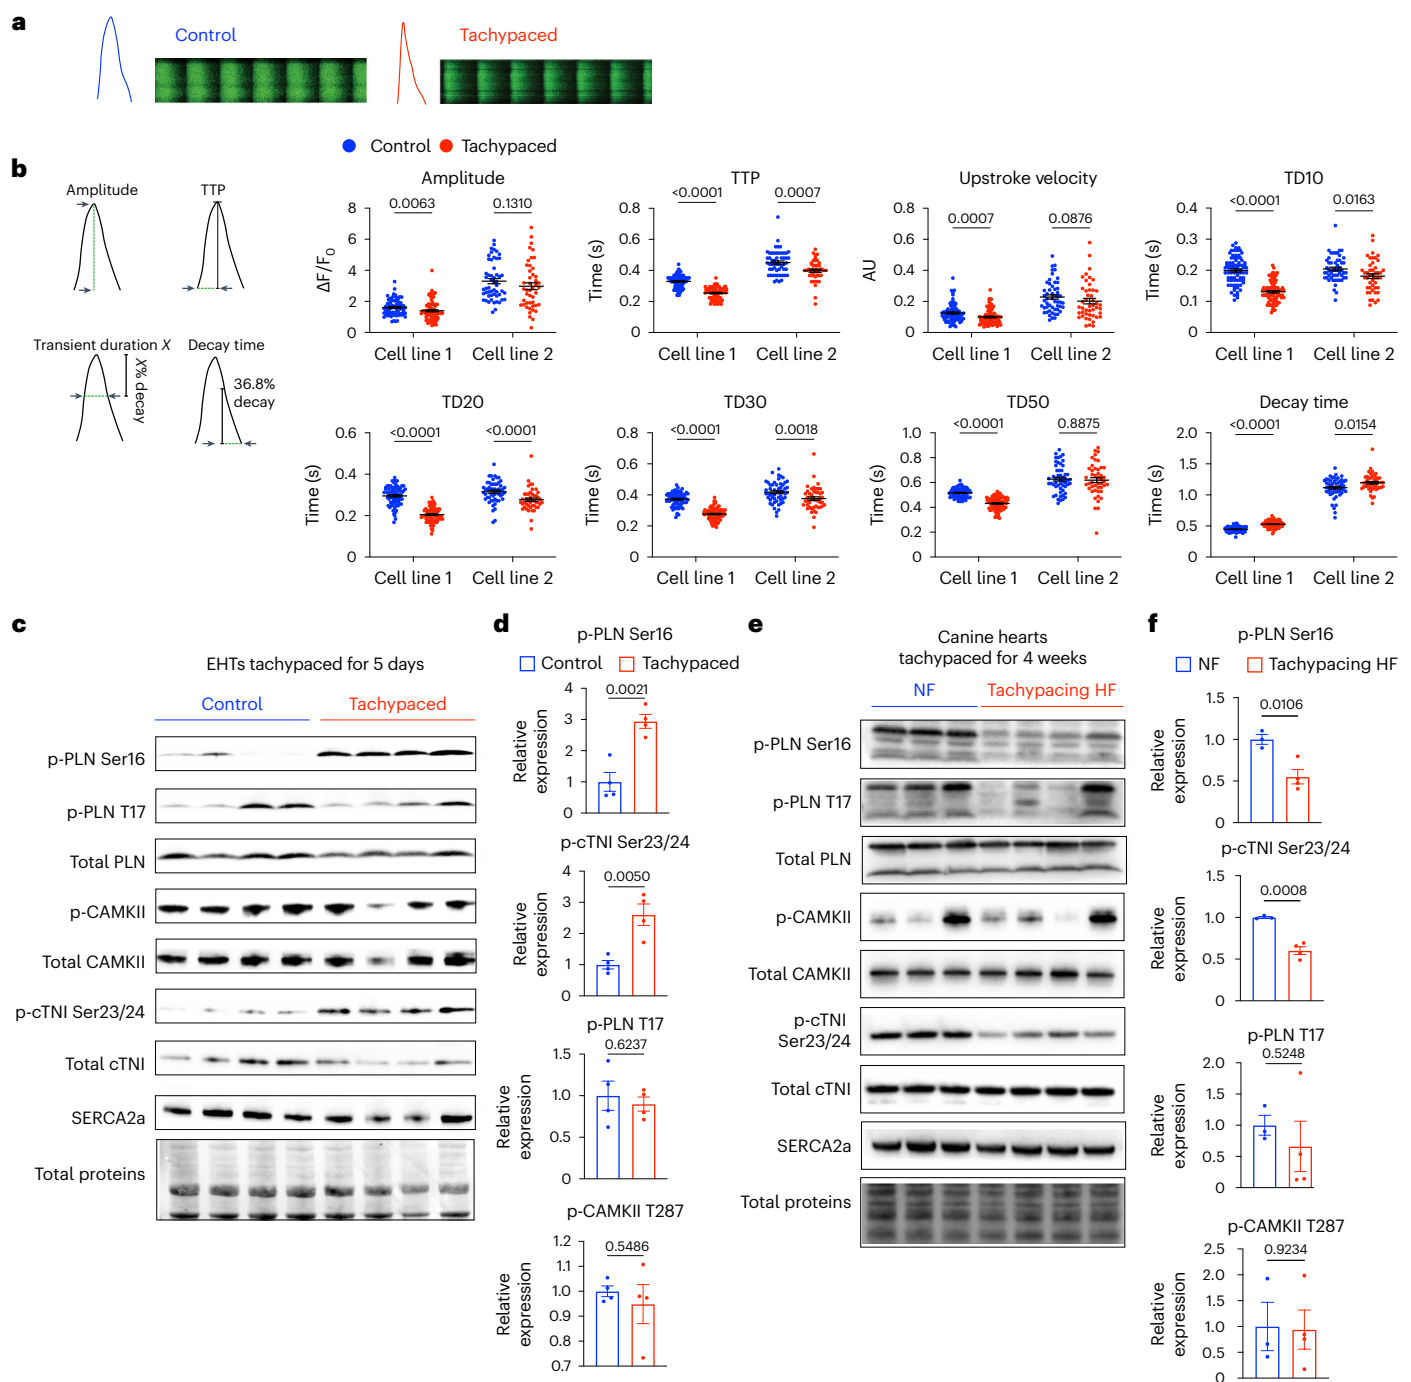 a
Control
Tachypaced
Control
Tachypaced
b
Amplitude
TTP
Transient duration X
X% decay
Decay time
36.8%
decay
Amplitude
ΔF/F0
8
6
4
2
0
0.0063
0.1310
Cell line 1
Cell line 2
TTP
Time (s)
0.8
0.6
0.4
0.2
0
<0.0001
0.0007
Cell line 1
Cell line 2
Upstroke velocity
AU
0.8
0.6
0.4
0.2
0
0.0007
0.0876
Cell line 1
Cell line 2
TD10
Time (s)
0.4
0.3
0.2
0.1
0
<0.0001
0.0163
Cell line 1
Cell line 2
TD20
Time (s)
0.6
0.4
0.2
0
<0.0001
<0.0001
Cell line 1
Cell line 2
TD30
Time (s)
0.8
0.6
0.4
0.2
0
<0.0001
0.0018
Cell line 1
Cell line 2
TD50
Time (s)
1.0
0.8
0.6
0.4
0.2
0
<0.0001
0.8875
Cell line 1
Cell line 2
Decay time
Time (s)
2.0
1.5
1.0
0.5
0
<0.0001
0.0154
Cell line 1
Cell line 2
c
EHTs tachypaced for 5 days
Control
Tachypaced
p-PLN Ser16
p-PLN T17
Total PLN
p-CAMKII
Total CAMKII
p-cTNI Ser23/24
Total cTNI
SERCA2a
Total proteins
d
p-PLN Ser16
Control
Tachypaced
Relative
expression
4
3
2
1
0
0.0021
p-cTNI Ser23/24
Relative
expression
4
3
2
1
0
0.0050
p-PLN T17
Relative
expression
1.5
1.0
0.5
0
0.6237
p-CAMKII T287
Relative
expression
1.2
1.1
1.0
0.9
0.8
0.7
0.5486
e
Canine hearts
tachypaced for 4 weeks
NF
Tachypacing HF
p-PLN Ser16
p-PLN T17
Total PLN
p-CAMKII
Total CAMKII
p-cTNI
Ser23/24
Total cTNI
SERCA2a
Total proteins
f
p-PLN Ser16
NF
Tachypacing HF
Relative
expression
1.5
1.0
0.5
0
0.0106
p-cTNI Ser23/24
Relative
expression
1.5
1.0
0.5
0
0.0008
p-PLN T17
Relative
expression
2.0
1.5
1.0
0.5
0
0.5248
p-CAMKII T287
Relative
expression
2.5
2.0
1.5
1.0
0.5
0
0.9234